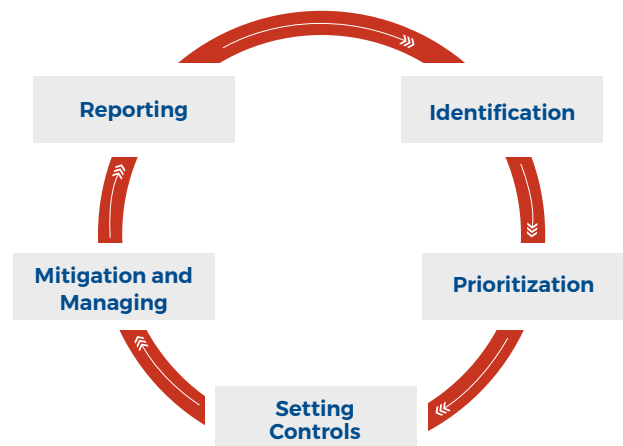 Reporting
Identification
Mitigation and
Managing
Prioritization
Setting
Controls